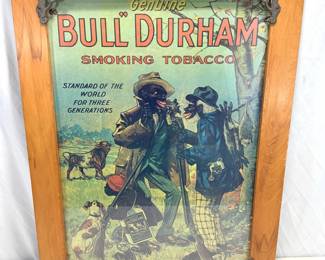 Genuine
BULL DURHAM
SMOKING TOBACCO
STANDARD OF THE
WORLD
FOR THREE
GENERATIONS